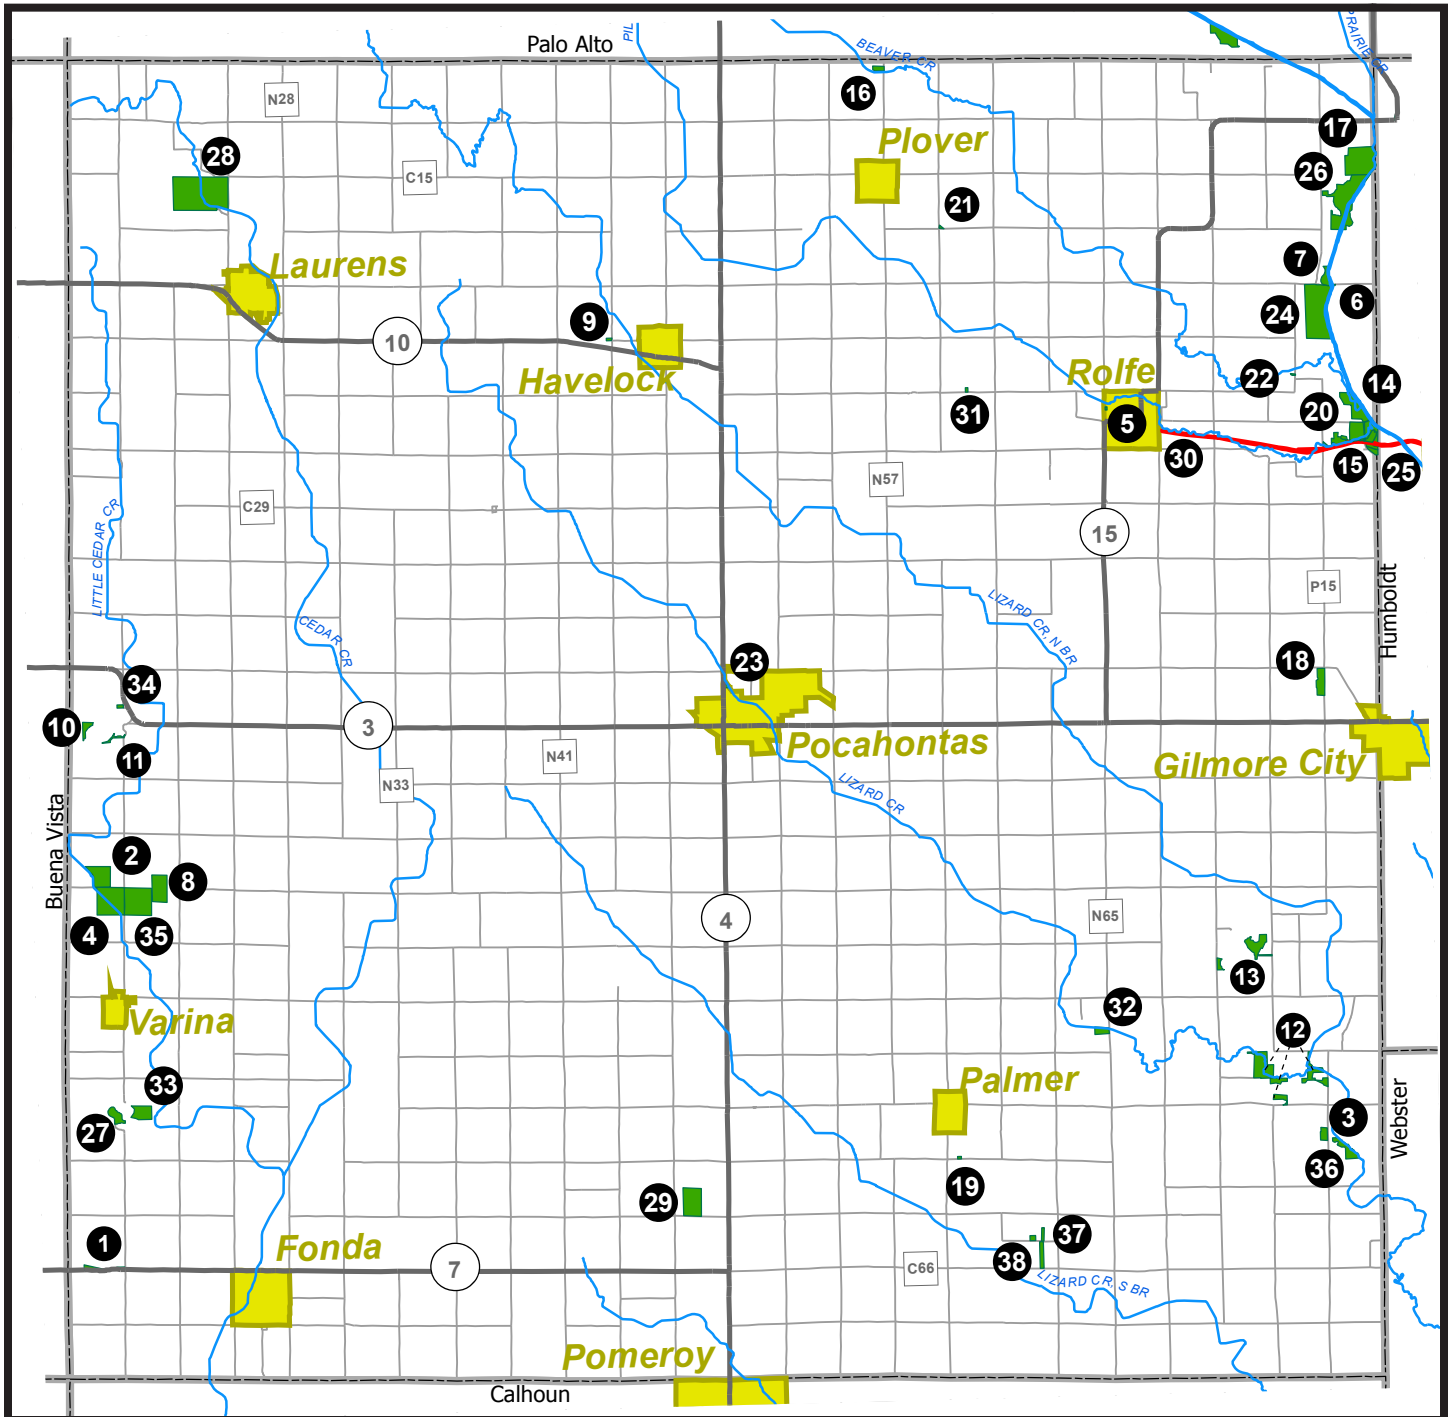 Palo Alto
PIL
BEAVER CR
PRAIRIE CR
16
N28
17
Plover
28
26
C15
21
Laurens
7
6
9
24
10
Havelock
Rolfe
22
14
31
5
20
30
15
25
N57
C29
LITTLE CEDAR CR
15
P15
Humboldt
LIZARD CR, N BR
CEDAR CR
23
18
34
10
3
11
N41
Pocahontas
Gilmore City
N33
LIZARD CR
Buena Vista
2
8
4
35
4
N65
13
Varina
32
12
33
Palmer
27
3
Webster
36
19
29
1
Fonda
37
38
7
C66
LIZARD CR, S BR
Pomeroy
Calhoun